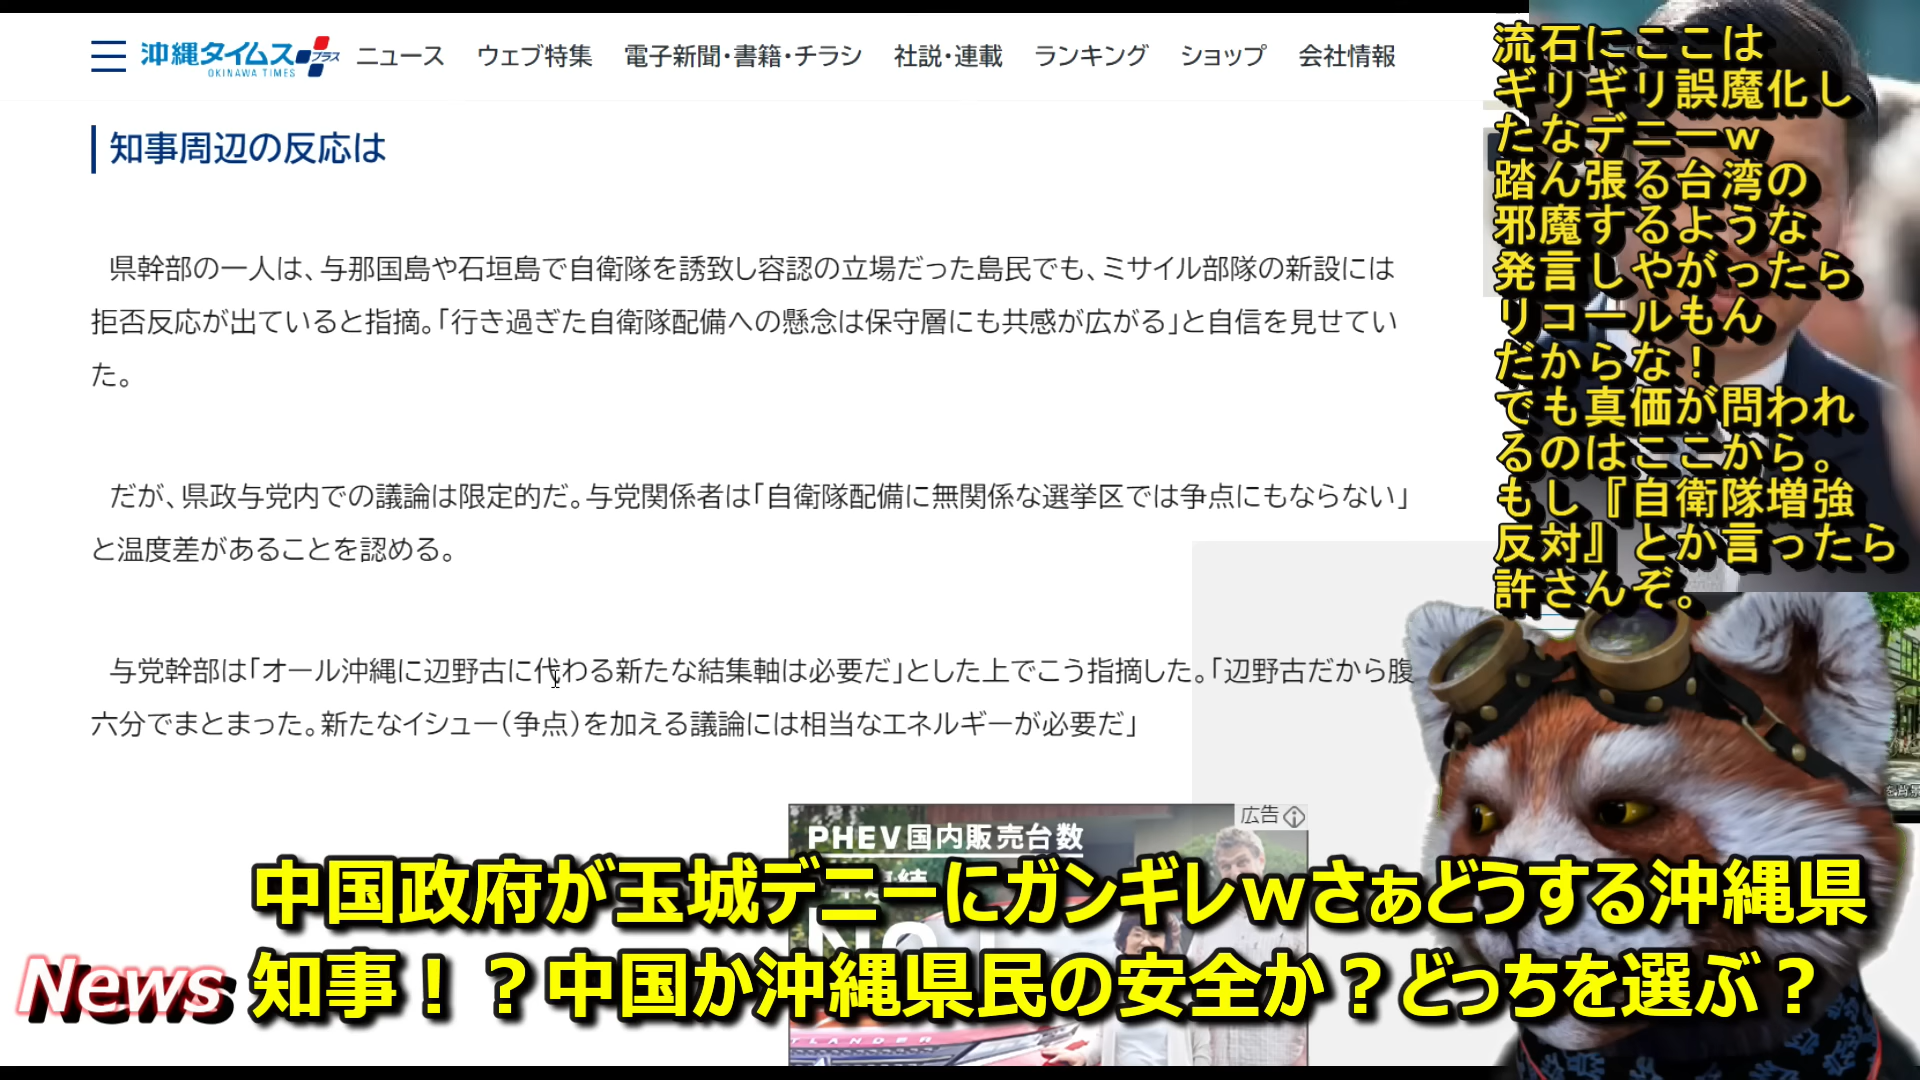 沖縄タイムスプラス
OKINAWA TIMES
ニュース ウェブ特集 電子新聞・書籍・チラシ 社説・連載 ランキング ショップ 会社情報
知事周辺の反応は
県幹部の一人は、与那国島や石垣島で自衛隊を誘致し容認の立場だった島民でも、ミサイル部隊の新設には
拒否反応が出ていると指摘。「行き過ぎた自衛隊配備への懸念は保守層にも共感が広がる」と自信を見せてい
た。
だが、県政与党内での議論は限定的だ。与党関係者は「自衛隊配備に無関係な選挙区では争点にもならない」
と温度差があることを認める。
与党幹部は「オール沖縄に辺野古に代わる新たな結集軸は必要だ」とした上でこう指摘した。「辺野古だから腹
六分でまとまった。新たなイシュー（争点）を加える議論には相当なエネルギーが必要だ」
流石にここは
ギリギリ誤魔化し
たなデニーｗ
踏ん張る台湾の
邪魔するような
発言しやがったら
リコールもん
だからな！
でも真価が問われ
るのはここから。
もし『自衛隊増強
反対』とか言ったら
許さんぞ。
広告
PHEV国内販売台数
No
TLANDER
中国政府が玉城デニーにガンギレｗさぁどうする沖縄県
知事！？中国か沖縄県民の安全か？どっちを選ぶ？
News